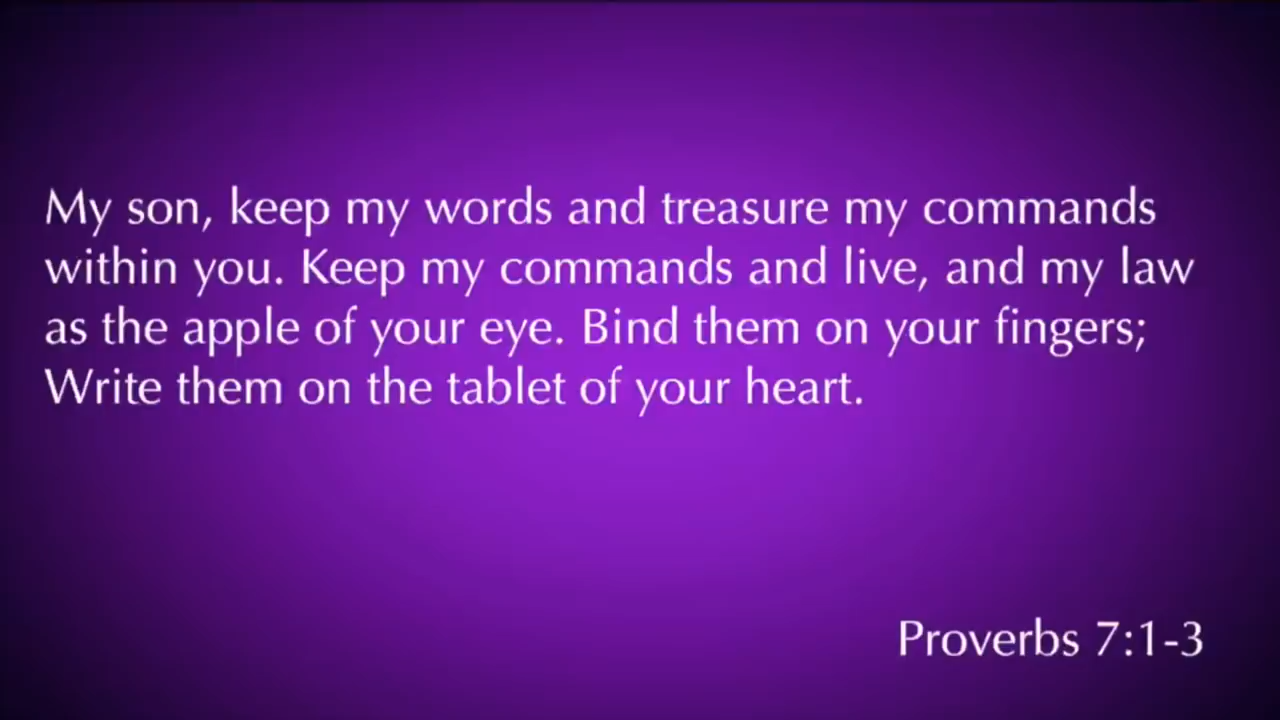 My son, keep my words and treasure my commands
within you. Keep my commands and live, and my law
as the apple of your eye. Bind them on your fingers;
Write them on the tablet of your heart.
Proverbs 7:1-3